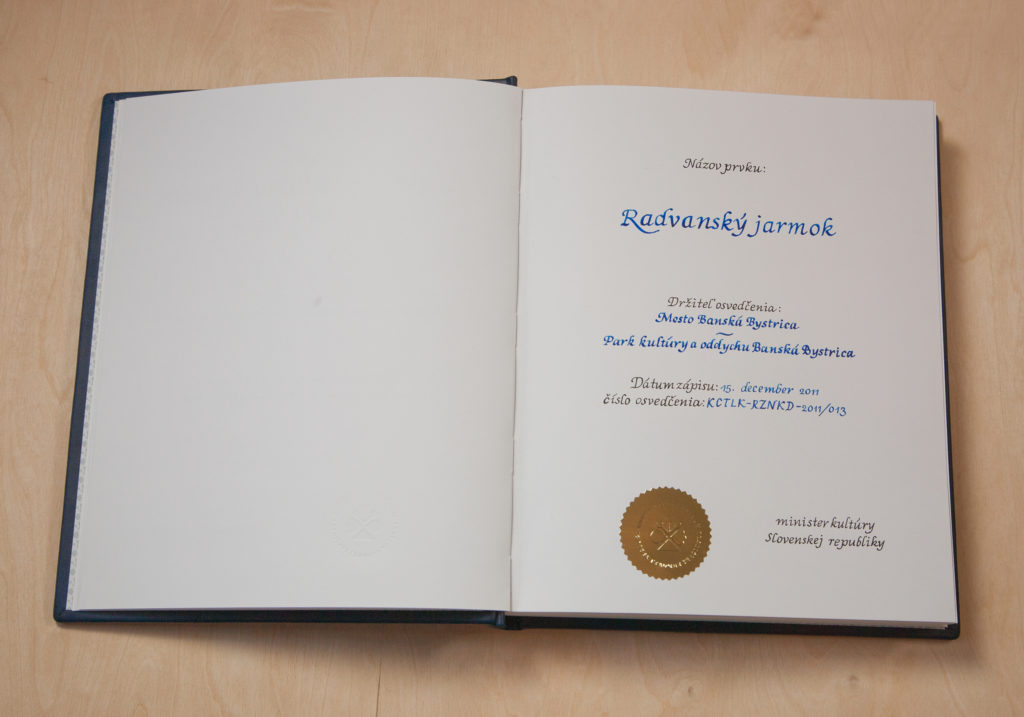 Názov prvku:
Radvanský jarmok
Držiteľ osvedčenia:
Mesto Banská Bystrica
Park kultúry a oddychu Banská Bystrica
Dátum zápisu: 15. december 2011
číslo osvedčenia: KCTLK-RZNKD-2011/013
minister kultúry
Slovenskej republiky